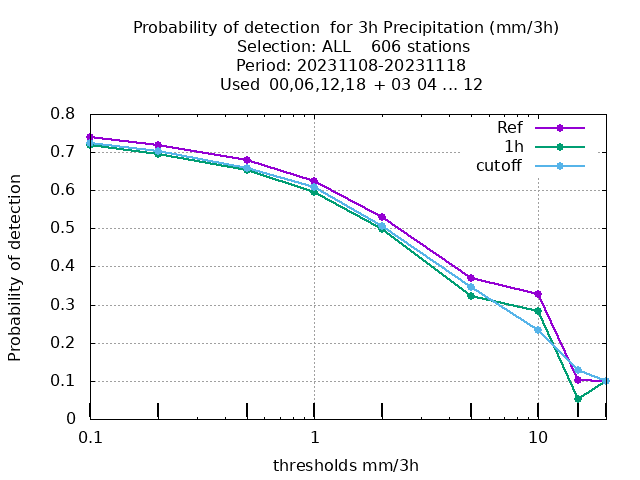 Probability of detection  for 3h Precipitation (mm/3h)
Selection: ALL    606 stations
Period: 20231108-20231118
Used  00,06,12,18  + 03 04 ... 12
Ref
1h
cutoff
Probability of detection
0.8
0.7
0.6
0.5
0.4
0.3
0.2
0.1
0
0.1 1 10
thresholds mm/3h